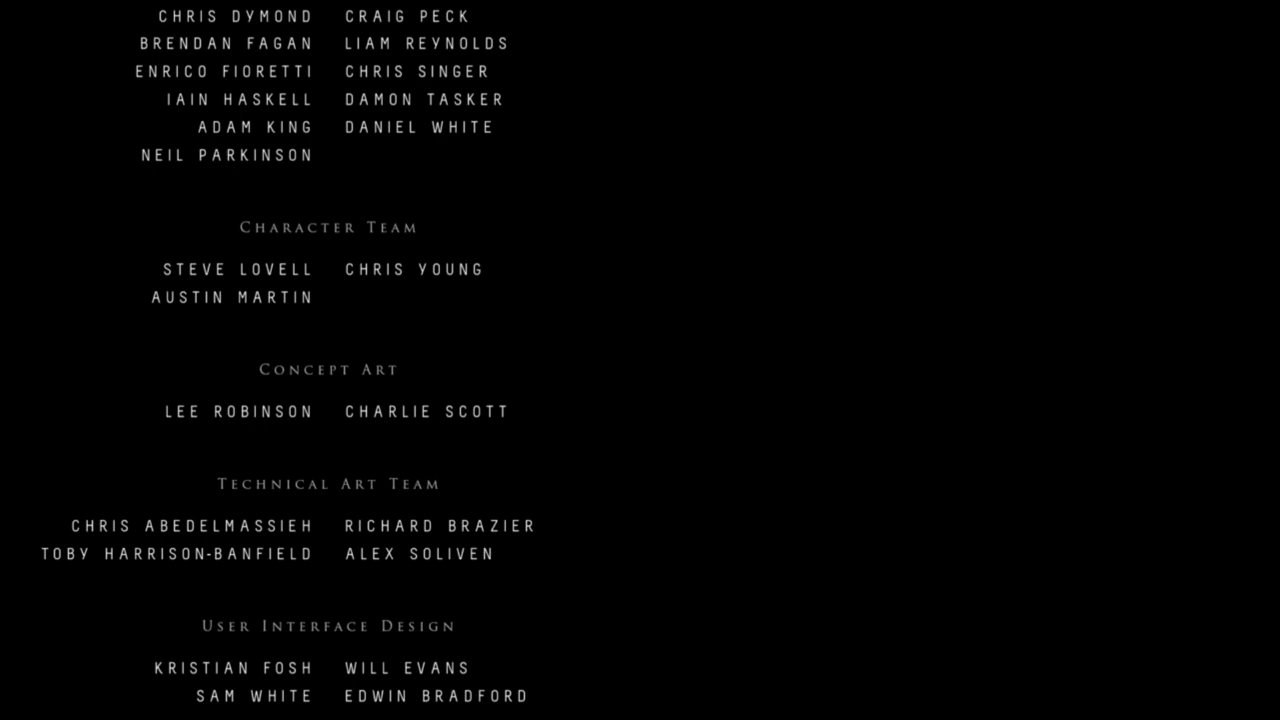 CHRIS DYMOND CRAIG PECK
BRENDAN FAGAN LIAM REYNOLDS
ENRICO FIORETTI CHRIS SINGER
IAIN HASKELL DAMON TASKER
ADAM KING DANIEL WHITE
NEIL PARKINSON
CHARACTER TEAM
STEVE LOVELL CHRIS YOUNG
AUSTIN MARTIN
CONCEPT ART
LEE ROBINSON CHARLIE SCOTT
TECHNICAL ART TEAM
CHRIS ABEDELMASSIEH RICHARD BRAZIER
TOBY HARRISON-BANFIELD ALEX SOLIVEN
USER INTERFACE DESIGN
KRISTIAN FOSH WILL EVANS
SAM WHITE EDWIN BRADFORD